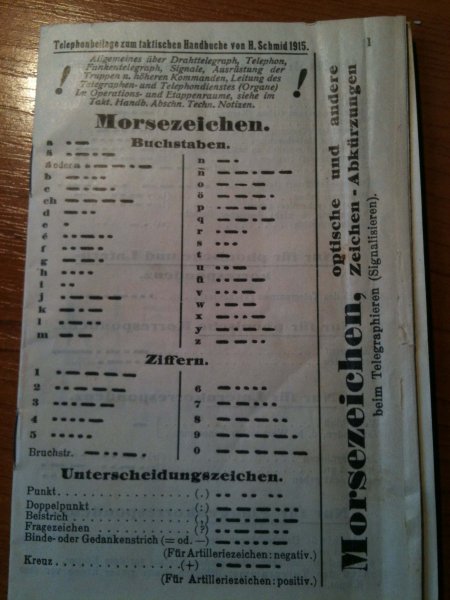 Telephonbeilage zum taktischen Handbuche von R. Schmid 1915.
! Allgemeines über Drahttelegraph, Telephon, !
Funkentelegraph, Signale, Ausrüstung der
Truppen u. höheren Kommanden, Leitung des
Telegraphen- und Telephondienstes (Organe)
im Operations- und Etappenraume, siehe im
Takt. Handb. Abschn. Techn. Notizen.
Morsezeichen.
Buchstaben.
a
ä
á oder å
b
c
ch
d
e
é
f
g
h
i
j
k
l
m
n
ñ
o
ö
p
q
r
s
t
u
ü
v
w
x
y
z
Ziffern.
1
2
3
4
5
Bruchstr.
6
7
8
9
0
Unterscheidungszeichen.
Punkt (.)
Doppelpunkt (:)
Beistrich (,)
Fragezeichen (?)
Binde- oder Gedankenstrich (= od. —)
(Für Artilleriezeichen: negativ.)
Kreuz (+)
(Für Artilleriezeichen: positiv.)
1
Morsezeichen, optische und andere
Zeichen-Abkürzungen
beim Telegraphieren (Signalisieren).